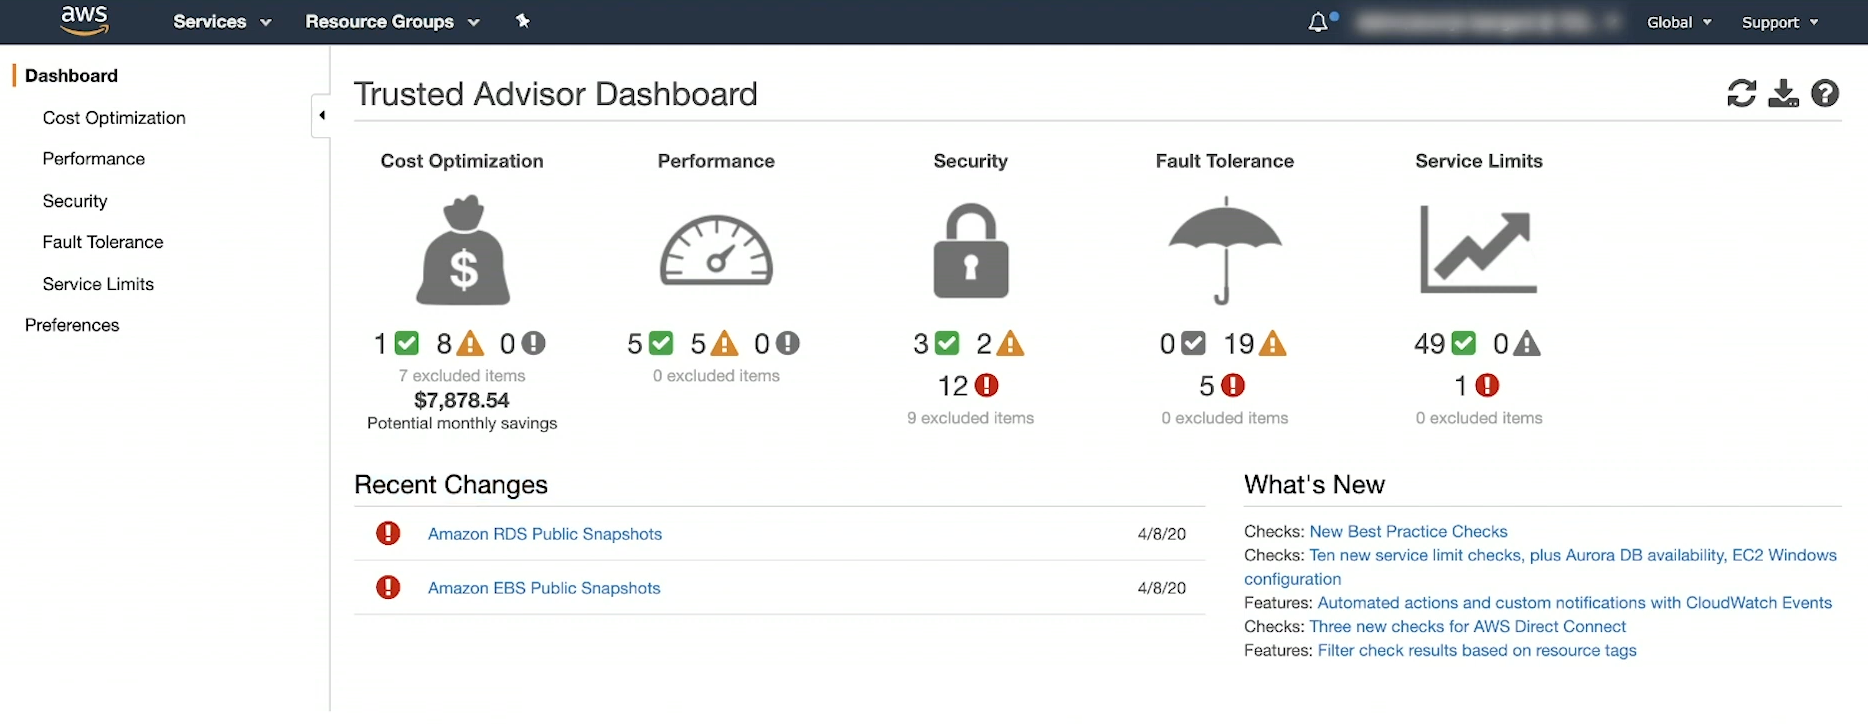 aws
Services
Resource Groups
Global
Support
Dashboard
Cost Optimization
Performance
Security
Fault Tolerance
Service Limits
Preferences
Trusted Advisor Dashboard
Cost Optimization
$
1 8 0
7 excluded items
$7,878.54
Potential monthly savings
Performance
5 5 0
0 excluded items
Security
3 2
12
9 excluded items
Fault Tolerance
0 19
5
0 excluded items
Service Limits
49 0
1
0 excluded items
Recent Changes
Amazon RDS Public Snapshots 4/8/20
Amazon EBS Public Snapshots 4/8/20
What's New
Checks: New Best Practice Checks
Checks: Ten new service limit checks, plus Aurora DB availability, EC2 Windows
configuration
Features: Automated actions and custom notifications with CloudWatch Events
Checks: Three new checks for AWS Direct Connect
Features: Filter check results based on resource tags